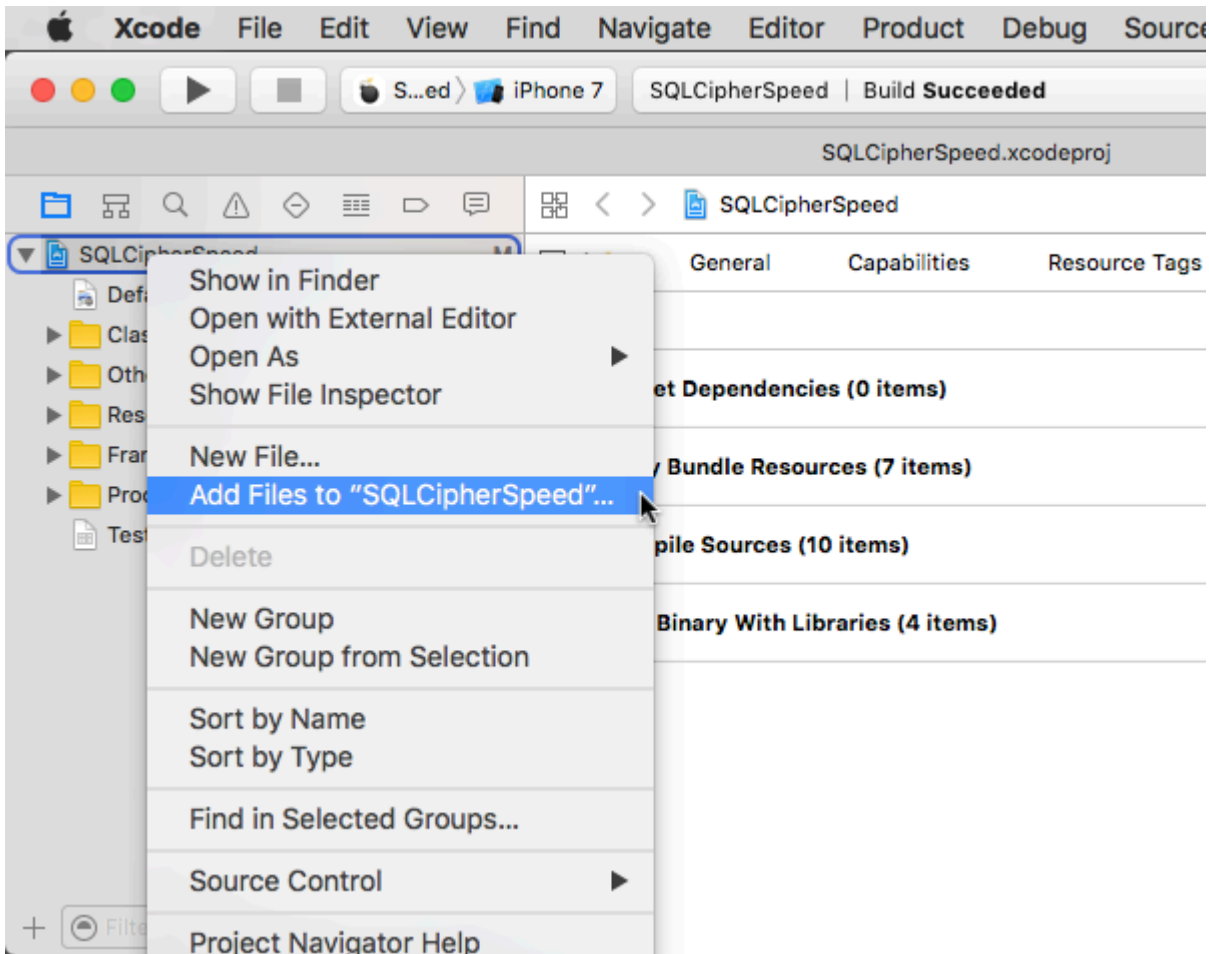 Xcode File Edit View Find Navigate Editor Product Debug
S...ed iPhone 7 SQLCipherSpeed | Build Succeeded
SQLCipherSpeed.xcodeproj
SQLCipherSpeed
General Capabilities Resource Tags
Show in Finder
Open with External Editor
Open As
Show File Inspector
Dependencies (0 items)
New File...
Bundle Resources (7 items)
Add Files to “SQLCipherSpeed”...
Sources (10 items)
Delete
New Group
Binary With Libraries (4 items)
New Group from Selection
Sort by Name
Sort by Type
Find in Selected Groups...
Source Control
Project Navigator Help